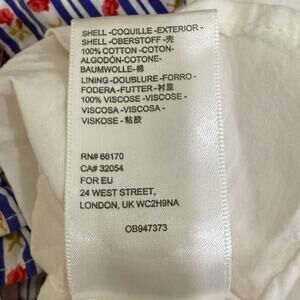 SHELL -COQUILLE -EXTERIOR -
SHELL -OBERSTOFF -壳
100% COTTON -COTON-
ALGODÓN -COTONE-
BAUMWOLLE -棉
LINING -DOUBLURE -FORRO -
FODERA -FUTTER -衬里
100% VISCOSE -VISCOSE -
VISCOSA -VISCOSA -
VISKOSE -粘胶
RN# 66170
CA# 32054
FOR EU
24 WEST STREET,
LONDON, UK WC2H9NA
OB947373